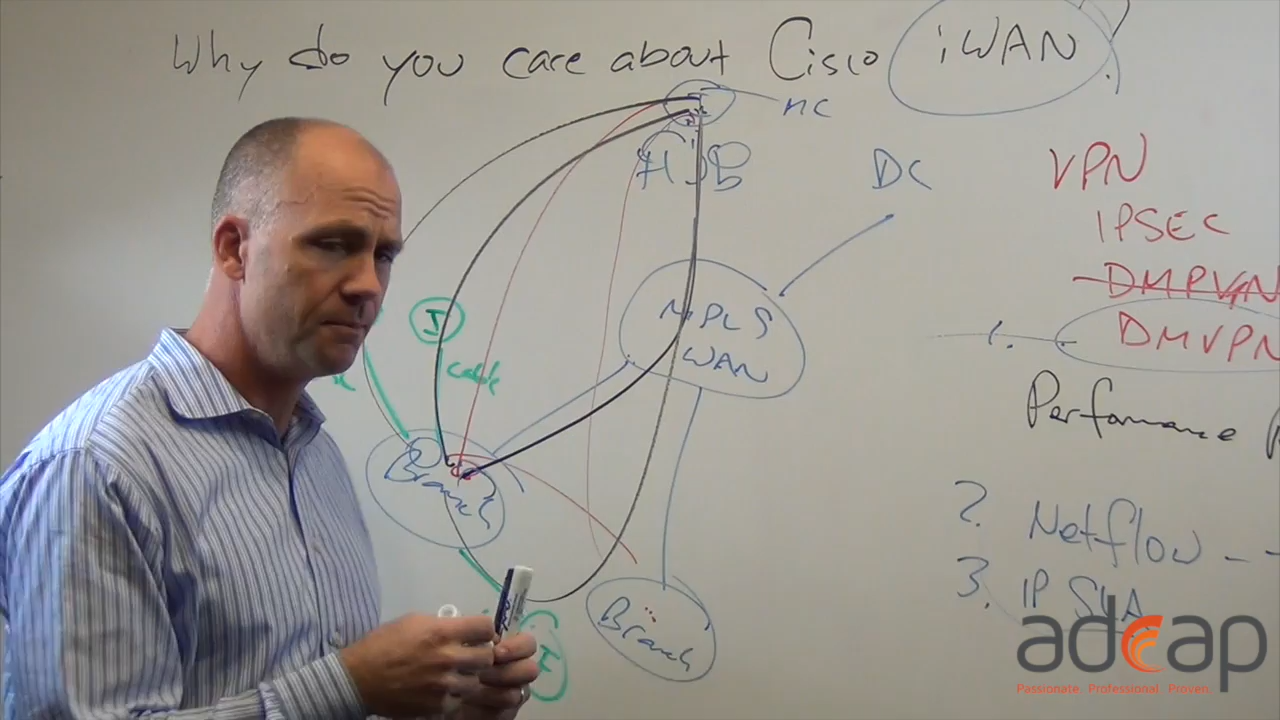 Why do you care about Cisco iWAN?
MC
HUB
DC
VPN
IPSEC
DMPVN
1. DMVPN
MPLS
WAN
I
cable
Performance
Branch
2. Netflow --
3. IP SLA
Branch
I
adcap
Passionate. Professional. Proven.